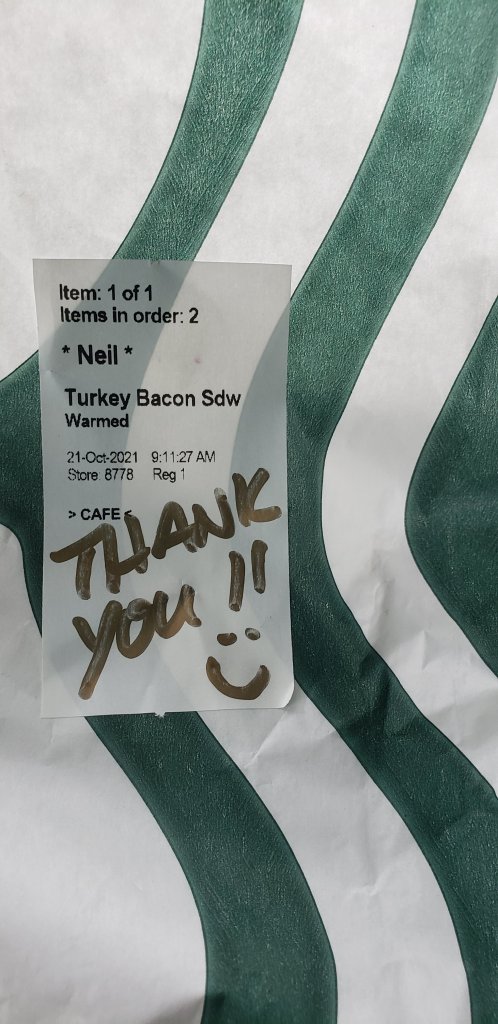 Item: 1 of 1
Items in order: 2
* Neil *
Turkey Bacon Sdw
Warmed
21-Oct-2021 9:11:27 AM
Store: 8778 Reg 1
> CAFE <
THANK
YOU !!